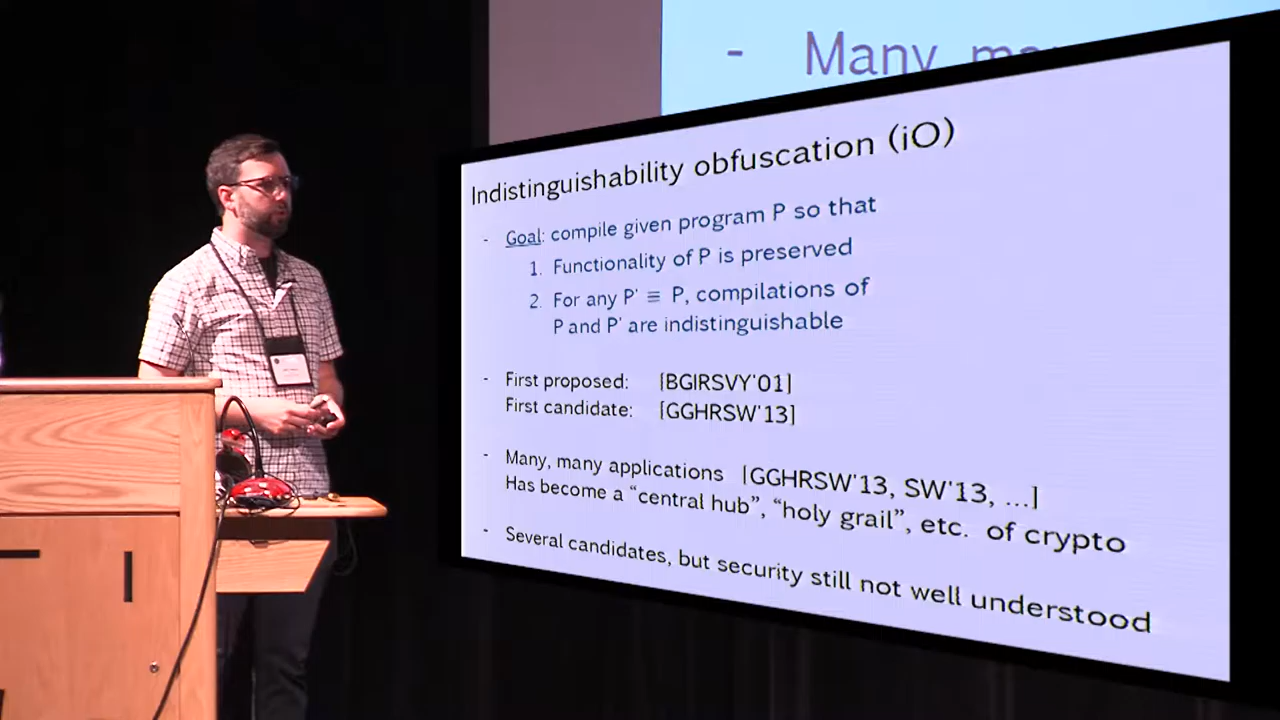 - Many, 
Indistinguishability obfuscation (iO)
- Goal: compile given program P so that
1. Functionality of P is preserved
2. For any P' ≡ P, compilations of
P and P' are indistinguishable
- First proposed: [BGIRSVY'01]
First candidate: [GGHRSW'13]
- Many, many applications [GGHRSW'13, SW'13, ...]
Has become a “central hub”, “holy grail”, etc. of crypto
- Several candidates, but security still not well understood